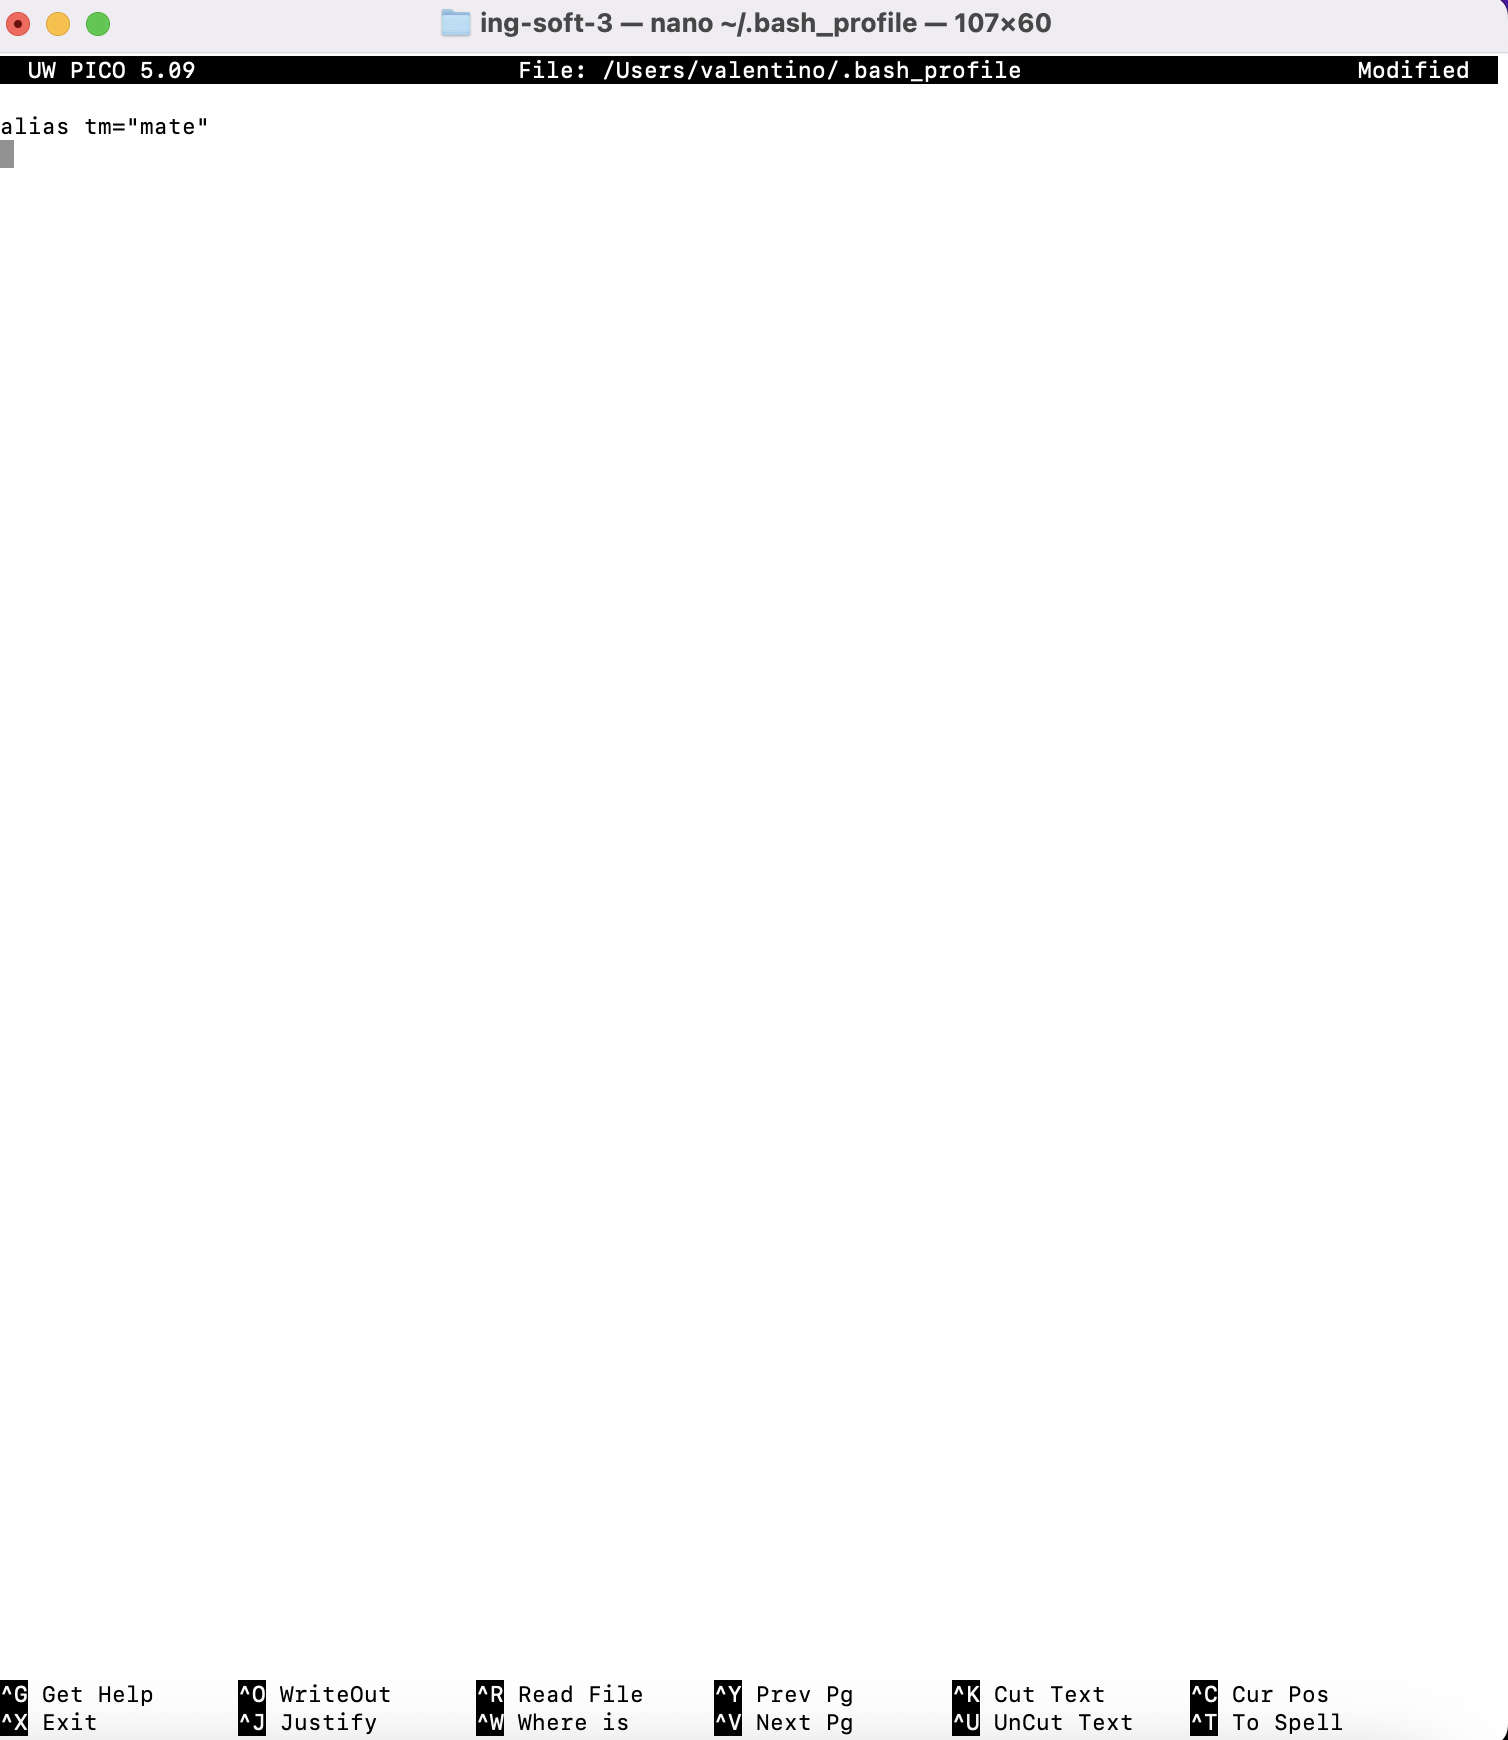 ing-soft-3 — nano ~/.bash_profile — 107×60
UW PICO 5.09 File: /Users/valentino/.bash_profile Modified
alias tm="mate"
^G Get Help ^O WriteOut ^R Read File ^Y Prev Pg ^K Cut Text ^C Cur Pos
^X Exit ^J Justify ^W Where is ^V Next Pg ^U UnCut Text ^T To Spell